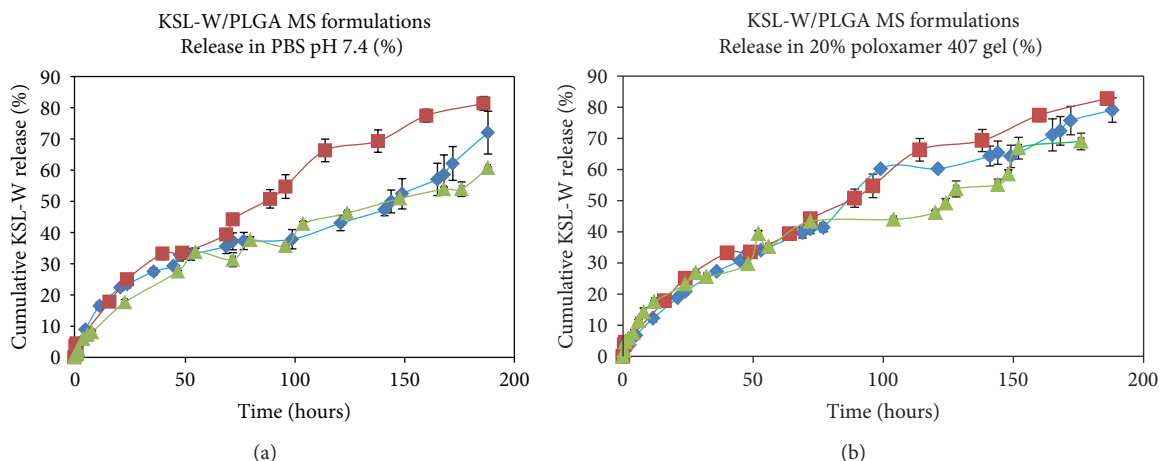 KSL-W/PLGA MS formulations
Release in PBS pH 7.4 (%)
Cumulative KSL-W release (%)
90
80
70
60
50
40
30
20
10
0
0 50 100 150 200
Time (hours)
(a)
KSL-W/PLGA MS formulations
Release in 20% poloxamer 407 gel (%)
Cumulative KSL-W release (%)
90
80
70
60
50
40
30
20
10
0
0 50 100 150 200
Time (hours)
(b)